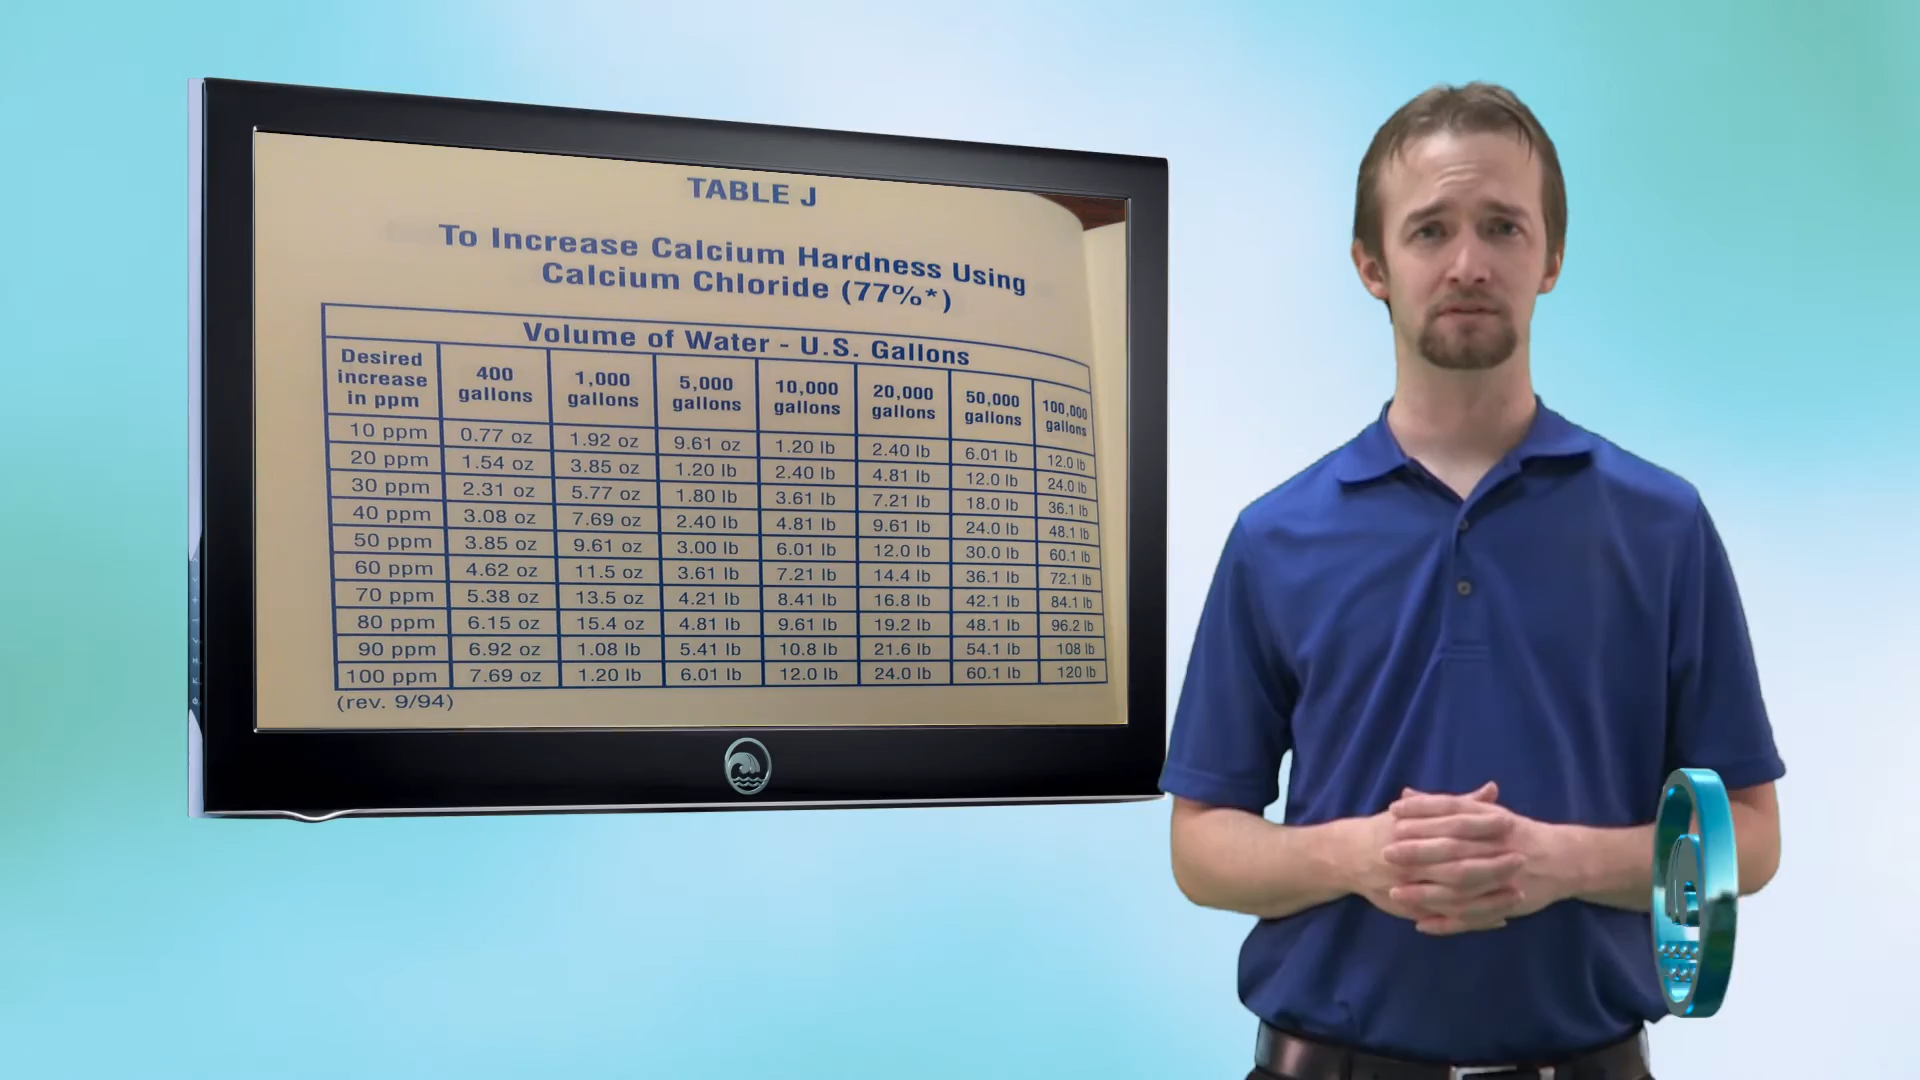 TABLE J
To Increase Calcium Hardness Using
Calcium Chloride (77%*)
Volume of Water - U.S. Gallons
Desired increase in ppm 400 gallons 1,000 gallons 5,000 gallons 10,000 gallons 20,000 gallons 50,000 gallons 100,000 gallons
10 ppm 0.77 oz 1.92 oz 9.61 oz 1.20 lb 2.40 lb 6.01 lb 12.0 lb
20 ppm 1.54 oz 3.85 oz 1.20 lb 2.40 lb 4.81 lb 12.0 lb 24.0 lb
30 ppm 2.31 oz 5.77 oz 1.80 lb 3.61 lb 7.21 lb 18.0 lb 36.1 lb
40 ppm 3.08 oz 7.69 oz 2.40 lb 4.81 lb 9.61 lb 24.0 lb 48.1 lb
50 ppm 3.85 oz 9.61 oz 3.00 lb 6.01 lb 12.0 lb 30.0 lb 60.1 lb
60 ppm 4.62 oz 11.5 oz 3.61 lb 7.21 lb 14.4 lb 36.1 lb 72.1 lb
70 ppm 5.38 oz 13.5 oz 4.21 lb 8.41 lb 16.8 lb 42.1 lb 84.1 lb
80 ppm 6.15 oz 15.4 oz 4.81 lb 9.61 lb 19.2 lb 48.1 lb 96.2 lb
90 ppm 6.92 oz 1.08 lb 5.41 lb 10.8 lb 21.6 lb 54.1 lb 108 lb
100 ppm 7.69 oz 1.20 lb 6.01 lb 12.0 lb 24.0 lb 60.1 lb 120 lb
(rev. 9/94)